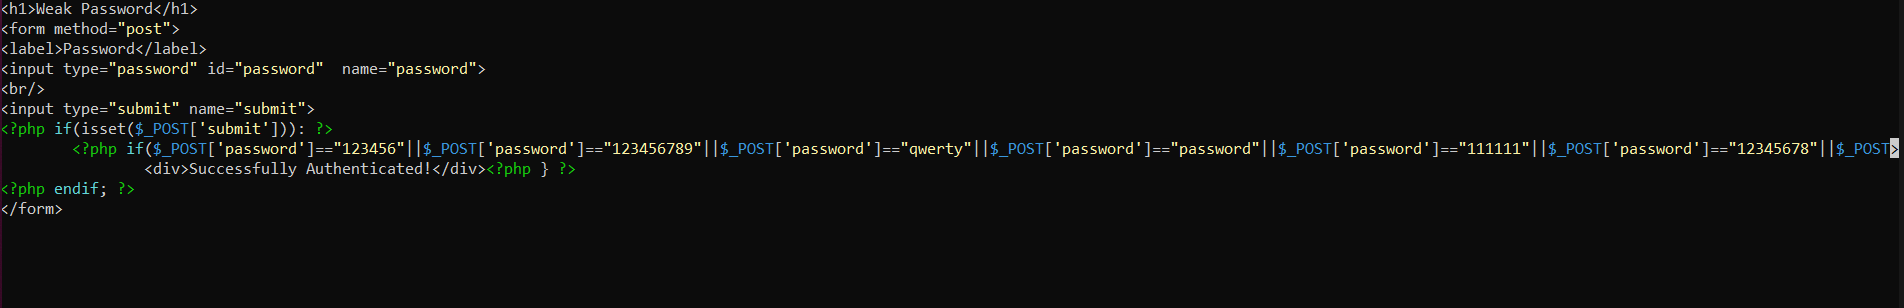 <h1>Weak Password</h1>
<form method="post">
<label>Password</label>
<input type="password" id="password"  name="password">
<br/>
<input type="submit" name="submit">
<?php if(isset($_POST['submit'])): ?>
        <?php if($_POST['password']=="123456"||$_POST['password']=="123456789"||$_POST['password']=="qwerty"||$_POST['password']=="password"||$_POST['password']=="111111"||$_POST['password']=="12345678"||$_POST>
                <div>Successfully Authenticated!</div><?php } ?>
<?php endif; ?>
</form>